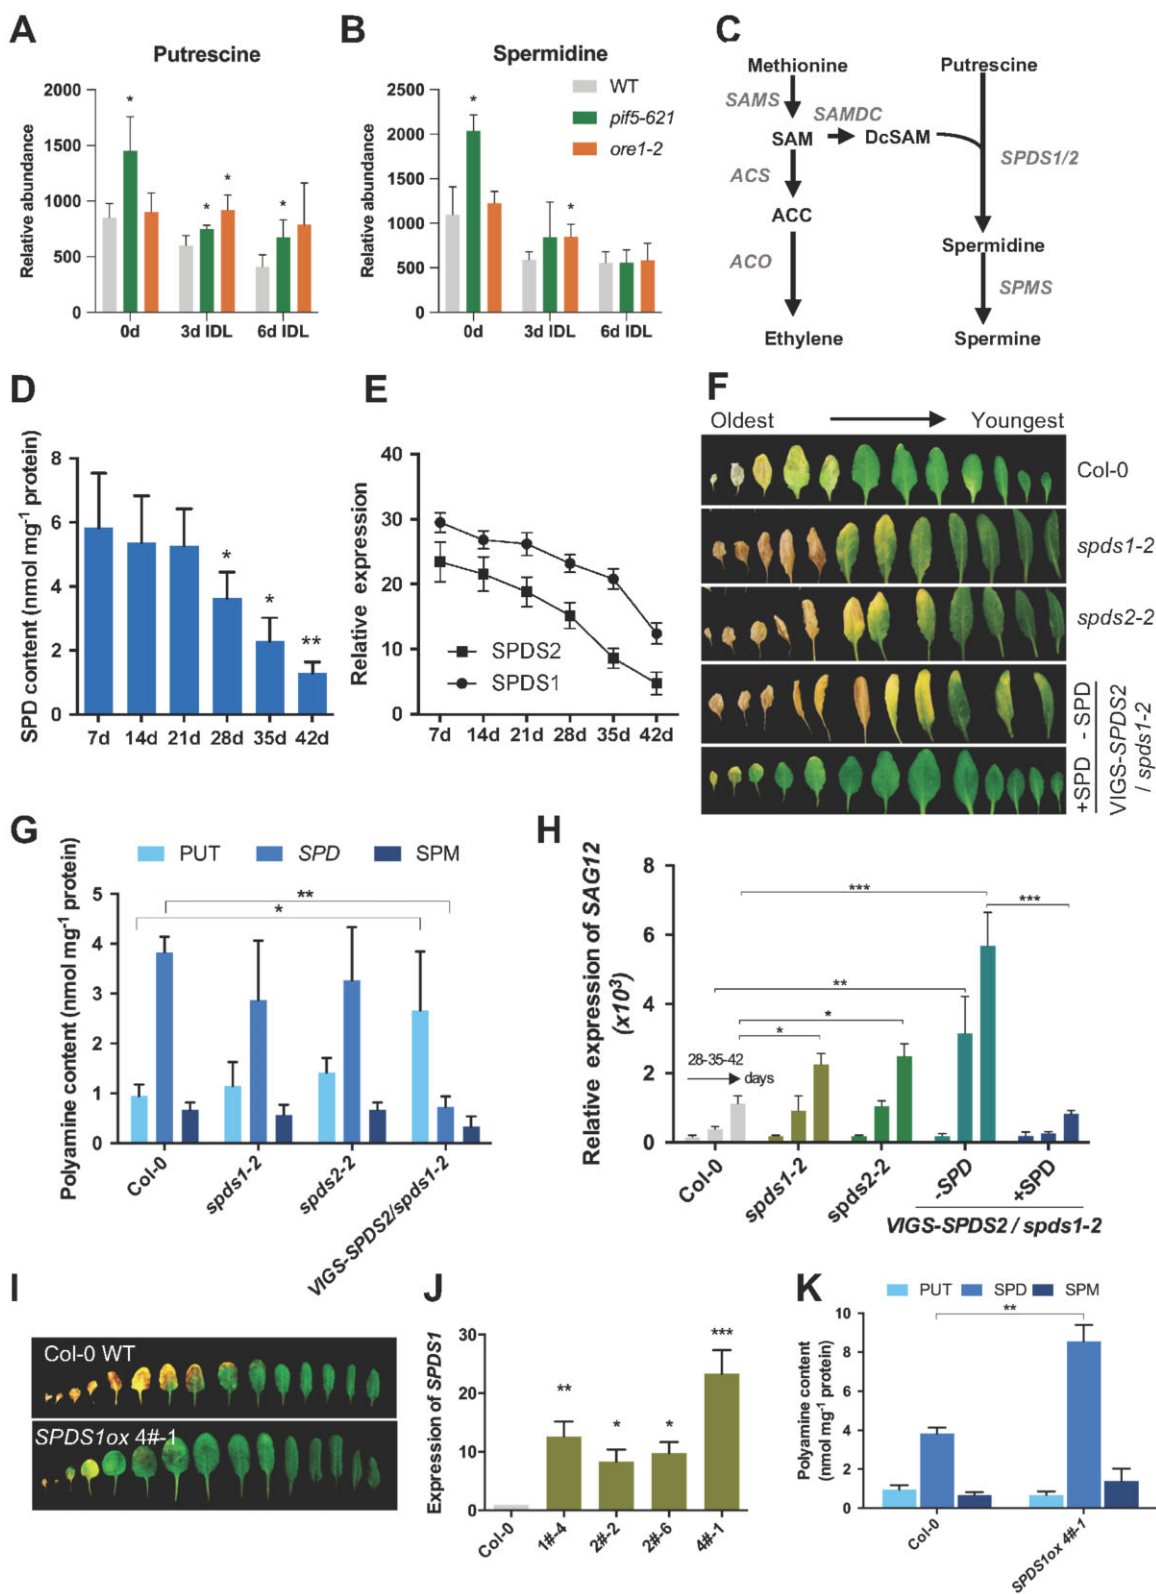 A
Putrescine
Relative abundance
2000
1500
1000
500
0
*
*
*
*
0d
3d IDL
6d IDL
B
Spermidine
WT
pif5-621
ore1-2
Relative abundance
2500
2000
1500
1000
500
0
*
*
0d
3d IDL
6d IDL
C
Methionine
Putrescine
SAMS
SAMDC
SAM
DcSAM
SPDS1/2
ACS
ACC
Spermidine
ACO
SPMS
Ethylene
Spermine
D
SPD content (nmol mg-1 protein)
8
6
4
2
0
*
*
**
7d 14d 21d 28d 35d 42d
E
Relative expression
40
30
20
10
0
SPDS2
SPDS1
7d 14d 21d 28d 35d 42d
F
Oldest
Youngest
Col-0
spds1-2
spds2-2
- SPD
+SPD
VIGS-SPDS2
/ spds1-2
G
PUT
SPD
SPM
Polyamine content (nmol mg-1 protein)
5
4
3
2
1
0
**
*
Col-0
spds1-2
spds2-2
VIGS-SPDS2/spds1-2
H
Relative expression of SAG12
(x10³)
8
6
4
2
0
***
***
**
*
*
28-35-42
days
Col-0
spds1-2
spds2-2
-SPD
+SPD
VIGS-SPDS2 / spds1-2
I
Col-0 WT
SPDS1ox 4#-1
J
Expression of SPDS1
30
20
10
0
**
*
*
***
Col-0
1#-4
2#-2
2#-6
4#-1
K
PUT
SPD
SPM
Polyamine content
(nmol mg-1 protein)
10
8
6
4
2
0
**
Col-0
SPDS1ox 4#-1